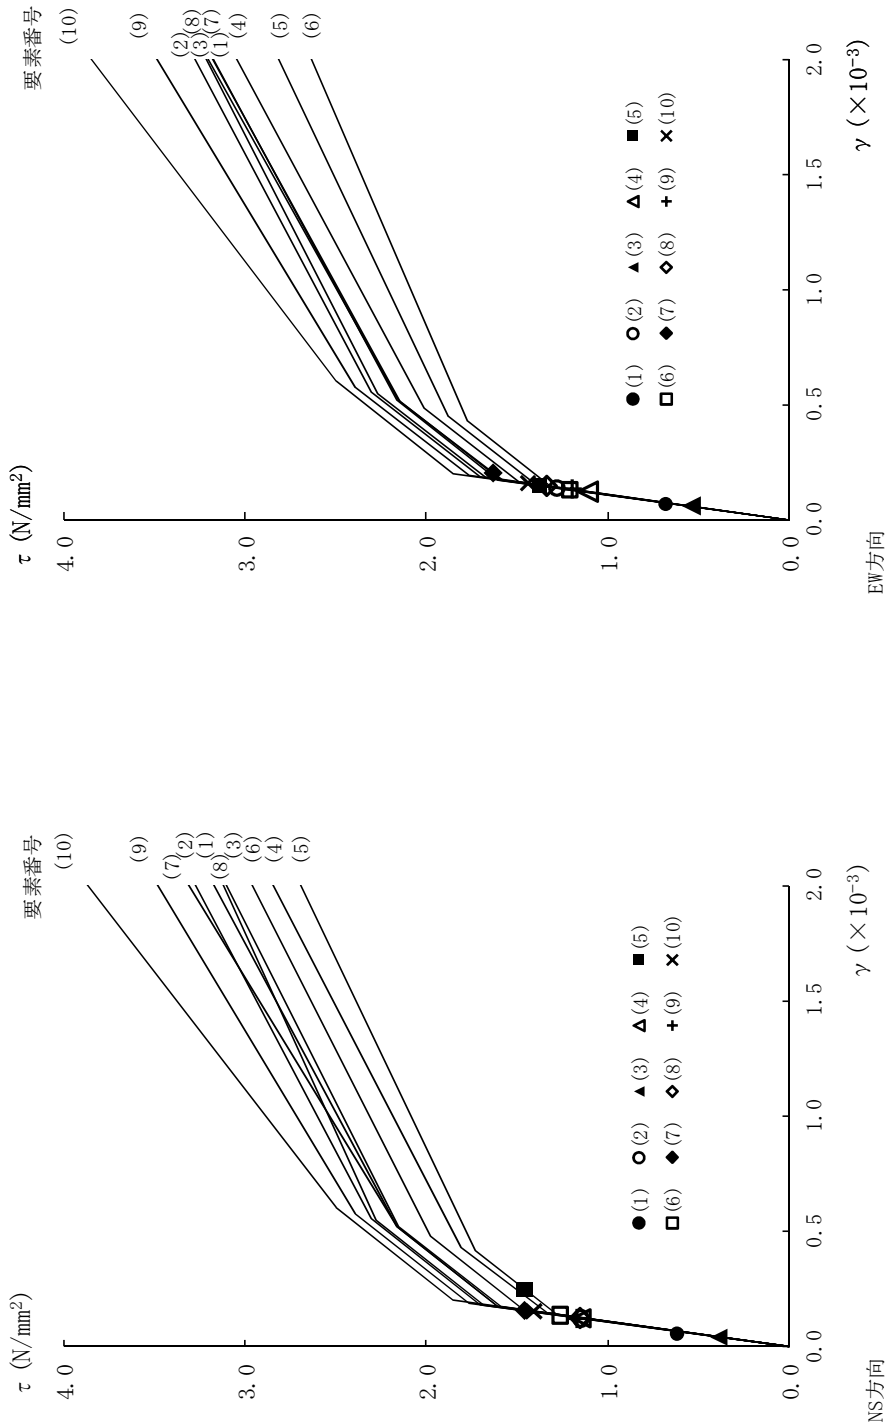 τ (N/mm²)
要素番号
4.0
3.0
2.0
1.0
0.0
(10)
(9)
(7)
(2)
(1)
(8)
(3)
(6)
(4)
(5)
(1) (2) (3) (4) (5)
(6) (7) (8) (9) (10)
0.0 0.5 1.0 1.5 2.0
γ (×10⁻³)
NS方向
τ (N/mm²)
要素番号
4.0
3.0
2.0
1.0
0.0
(10)
(9)
(2)
(8)
(3)
(7)
(1)
(4)
(5)
(6)
(1) (2) (3) (4) (5)
(6) (7) (8) (9) (10)
0.0 0.5 1.0 1.5 2.0
γ (×10⁻³)
EW方向